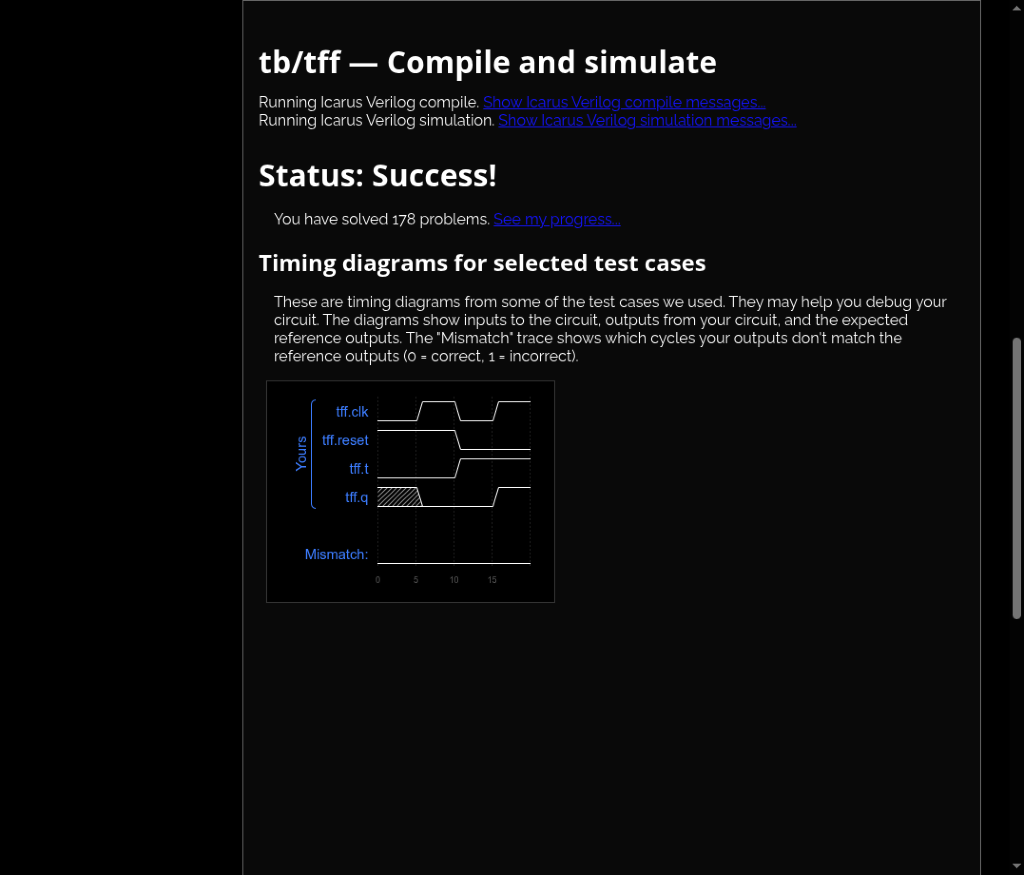 tb/tff — Compile and simulate
Running Icarus Verilog compile. Show Icarus Verilog compile messages...
Running Icarus Verilog simulation. Show Icarus Verilog simulation messages...
Status: Success!
You have solved 178 problems. See my progress...
Timing diagrams for selected test cases
These are timing diagrams from some of the test cases we used. They may help you debug your
circuit. The diagrams show inputs to the circuit, outputs from your circuit, and the expected
reference outputs. The "Mismatch" trace shows which cycles your outputs don't match the
reference outputs (0 = correct, 1 = incorrect).
Yours
tff.clk
tff.reset
tff.t
tff.q
Mismatch:
0 5 10 15